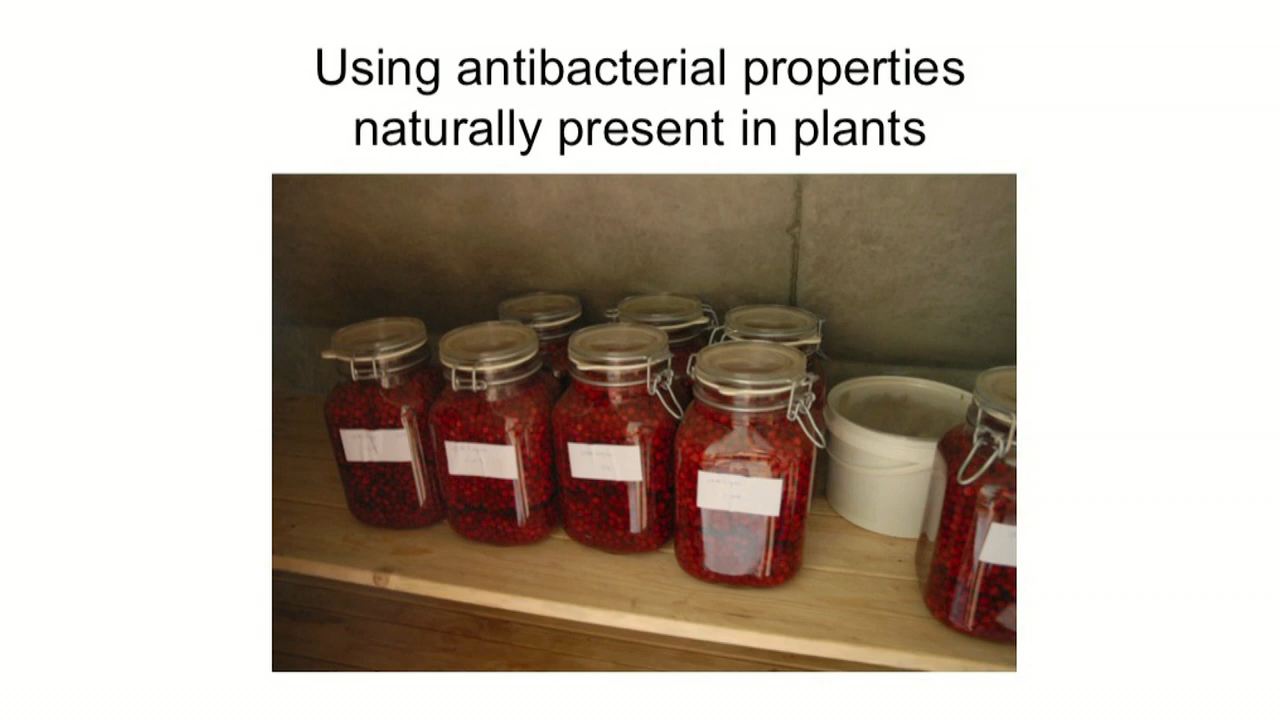 Using antibacterial properties
naturally present in plants